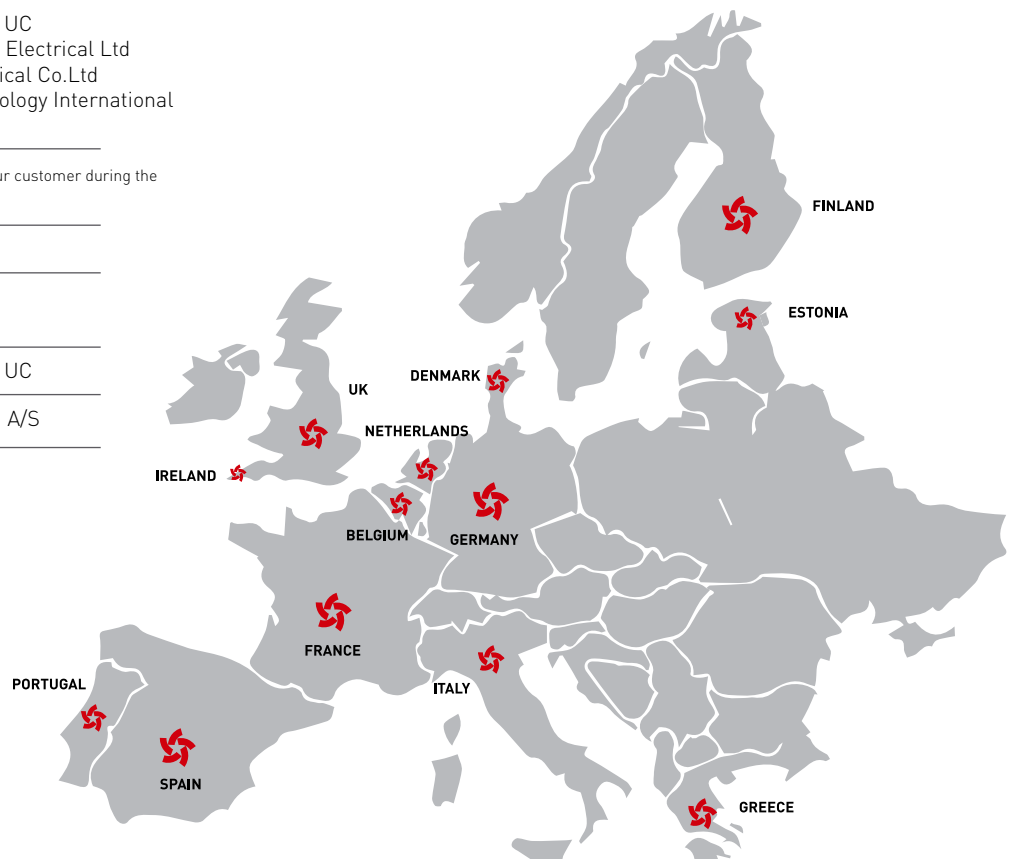 UC
Electrical Ltd
ical Co.Ltd
ology International
ur customer during the
UC
A/S
FINLAND
ESTONIA
DENMARK
UK
NETHERLANDS
IRELAND
BELGIUM
GERMANY
FRANCE
PORTUGAL
ITALY
SPAIN
GREECE